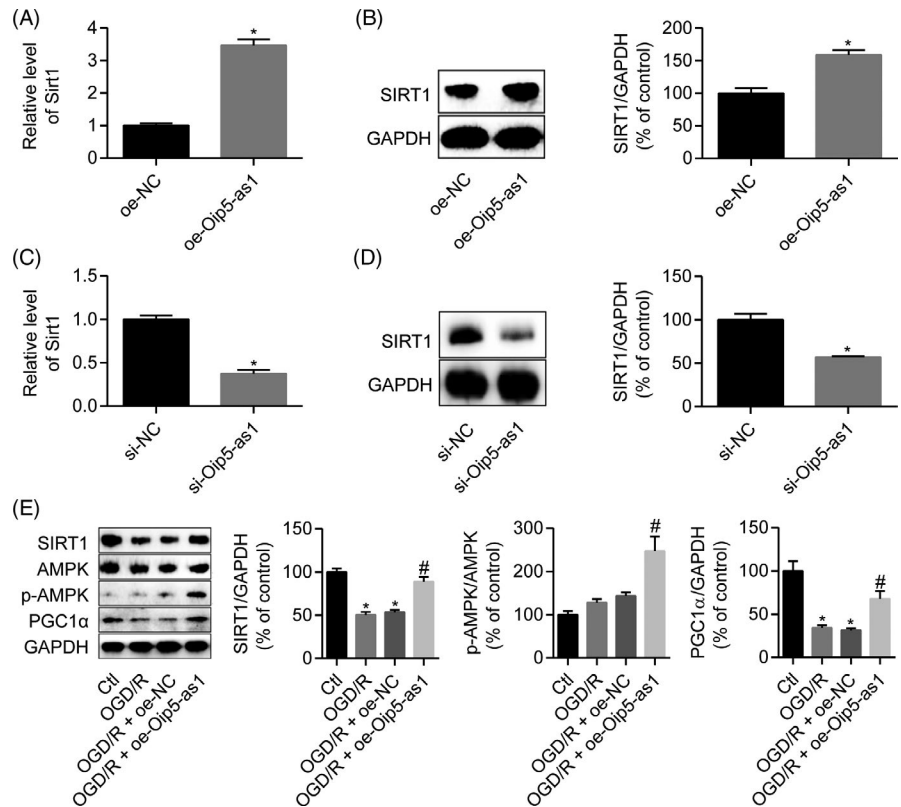 (A)
Relative level
of Sirt1
4
3
2
1
0
*
oe-NC
oe-Oip5-as1
(B)
SIRT1
GAPDH
oe-NC
oe-Oip5-as1
SIRT1/GAPDH
(% of control)
200
150
100
50
0
*
oe-NC
oe-Oip5-as1
(C)
Relative level
of Sirt1
1.5
1.0
0.5
0.0
*
si-NC
si-Oip5-as1
(D)
SIRT1
GAPDH
si-NC
si-Oip5-as1
SIRT1/GAPDH
(% of control)
150
100
50
0
*
si-NC
si-Oip5-as1
(E)
SIRT1
AMPK
p-AMPK
PGC1α
GAPDH
Ctl
OGD/R
OGD/R + oe-NC
OGD/R + oe-Oip5-as1
SIRT1/GAPDH
(% of control)
150
100
50
0
*
*
#
Ctl
OGD/R
OGD/R + oe-NC
OGD/R + oe-Oip5-as1
p-AMPK/AMPK
(% of control)
300
200
100
0
#
Ctl
OGD/R
OGD/R + oe-NC
OGD/R + oe-Oip5-as1
PGC1α/GAPDH
(% of control)
150
100
50
0
*
*
#
Ctl
OGD/R
OGD/R + oe-NC
OGD/R + oe-Oip5-as1